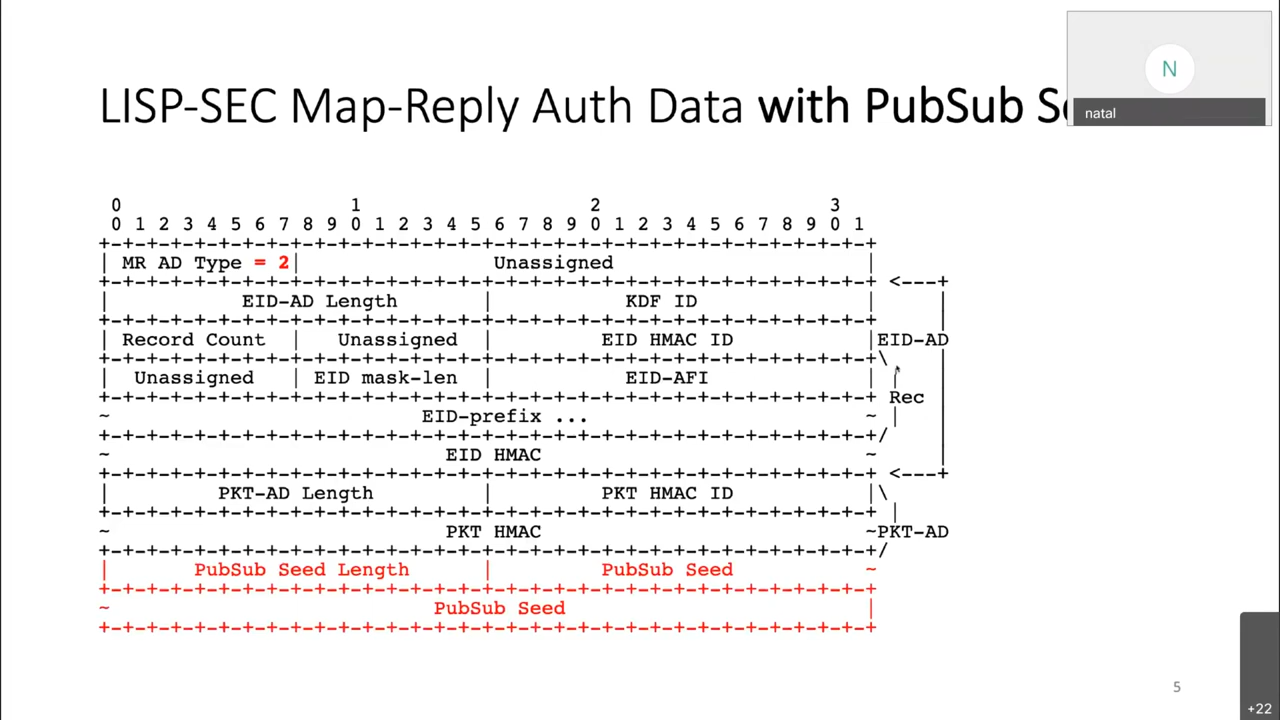 LISP-SEC Map-Reply Auth Data with PubSub
N
natal
0                   1                   2                   3
0 1 2 3 4 5 6 7 8 9 0 1 2 3 4 5 6 7 8 9 0 1 2 3 4 5 6 7 8 9 0 1
+-+-+-+-+-+-+-+-+-+-+-+-+-+-+-+-+-+-+-+-+-+-+-+-+-+-+-+-+-+-+-+-+
| MR AD Type = 2|                Unassigned                     |
+-+-+-+-+-+-+-+-+-+-+-+-+-+-+-+-+-+-+-+-+-+-+-+-+-+-+-+-+-+-+-+-+ <---+
|           EID-AD Length       |           KDF ID              |     |
+-+-+-+-+-+-+-+-+-+-+-+-+-+-+-+-+-+-+-+-+-+-+-+-+-+-+-+-+-+-+-+-+     |
| Record Count  |   Unassigned  |         EID HMAC ID           |EID-AD
+-+-+-+-+-+-+-+-+-+-+-+-+-+-+-+-+-+-+-+-+-+-+-+-+-+-+-+-+-+-+-+-+\    |
|  Unassigned   | EID mask-len  |           EID-AFI             | |   |
+-+-+-+-+-+-+-+-+-+-+-+-+-+-+-+-+-+-+-+-+-+-+-+-+-+-+-+-+-+-+-+-+ Rec |
~                          EID-prefix ...                       ~ |   |
+-+-+-+-+-+-+-+-+-+-+-+-+-+-+-+-+-+-+-+-+-+-+-+-+-+-+-+-+-+-+-+-+/    |
~                            EID HMAC                           ~     |
+-+-+-+-+-+-+-+-+-+-+-+-+-+-+-+-+-+-+-+-+-+-+-+-+-+-+-+-+-+-+-+-+ <---+
|         PKT-AD Length         |         PKT HMAC ID           |\
+-+-+-+-+-+-+-+-+-+-+-+-+-+-+-+-+-+-+-+-+-+-+-+-+-+-+-+-+-+-+-+-+ |
~                            PKT HMAC                           ~PKT-AD
+-+-+-+-+-+-+-+-+-+-+-+-+-+-+-+-+-+-+-+-+-+-+-+-+-+-+-+-+-+-+-+-+/
|       PubSub Seed Length      |         PubSub Seed           ~
+-+-+-+-+-+-+-+-+-+-+-+-+-+-+-+-+-+-+-+-+-+-+-+-+-+-+-+-+-+-+-+-+
~                           PubSub Seed                         |
+-+-+-+-+-+-+-+-+-+-+-+-+-+-+-+-+-+-+-+-+-+-+-+-+-+-+-+-+-+-+-+-+
5
+22